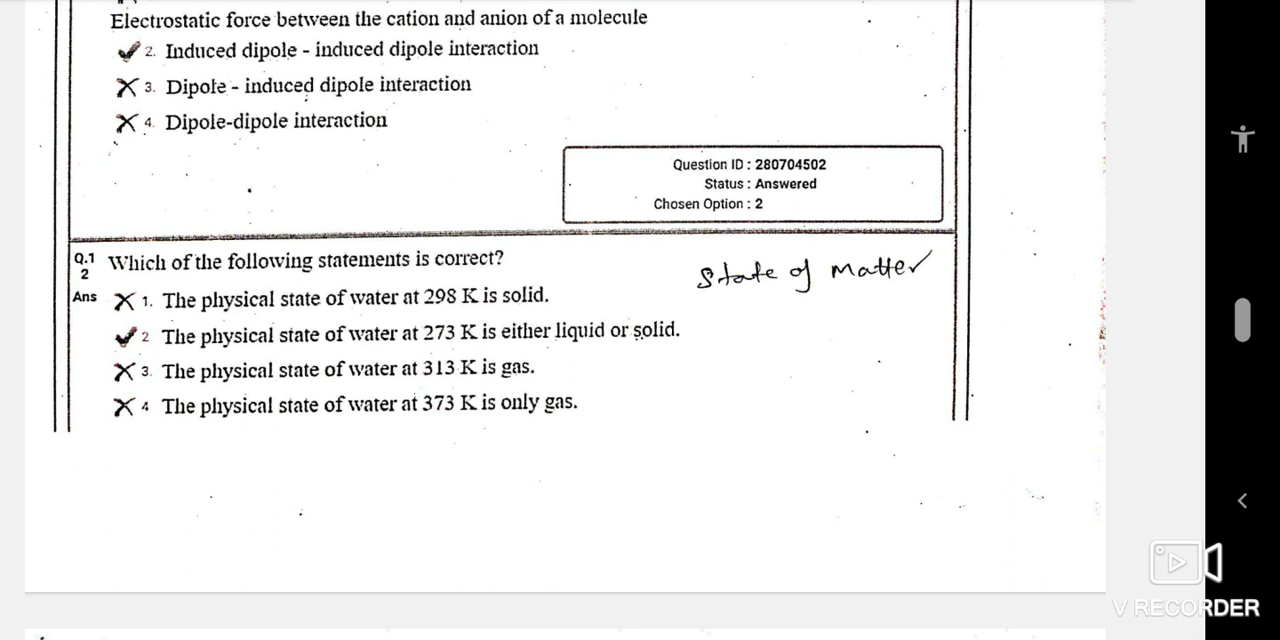 Electrostatic force between the cation and anion of a molecule
2. Induced dipole - induced dipole interaction
3. Dipole - induced dipole interaction
4. Dipole-dipole interaction
Question ID : 280704502
Status : Answered
Chosen Option : 2
Q.1
2
Which of the following statements is correct?
State of Matter
Ans
1. The physical state of water at 298 K is solid.
2 The physical state of water at 273 K is either liquid or solid.
3. The physical state of water at 313 K is gas.
4 The physical state of water at 373 K is only gas.
V RECORDER